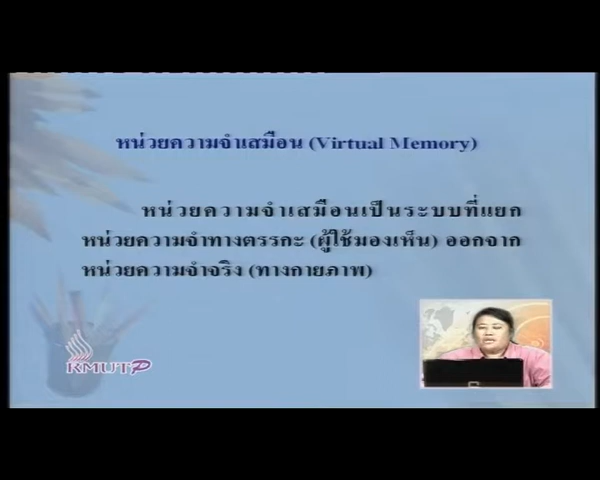 หน่วยความจำเสมือน (Virtual Memory)
หน่วยความจำเสมือนเป็นระบบที่แยก
หน่วยความจำทางตรรกะ (ผู้ใช้มองเห็น) ออกจาก
หน่วยความจำจริง (ทางกายภาพ)
RMUTP